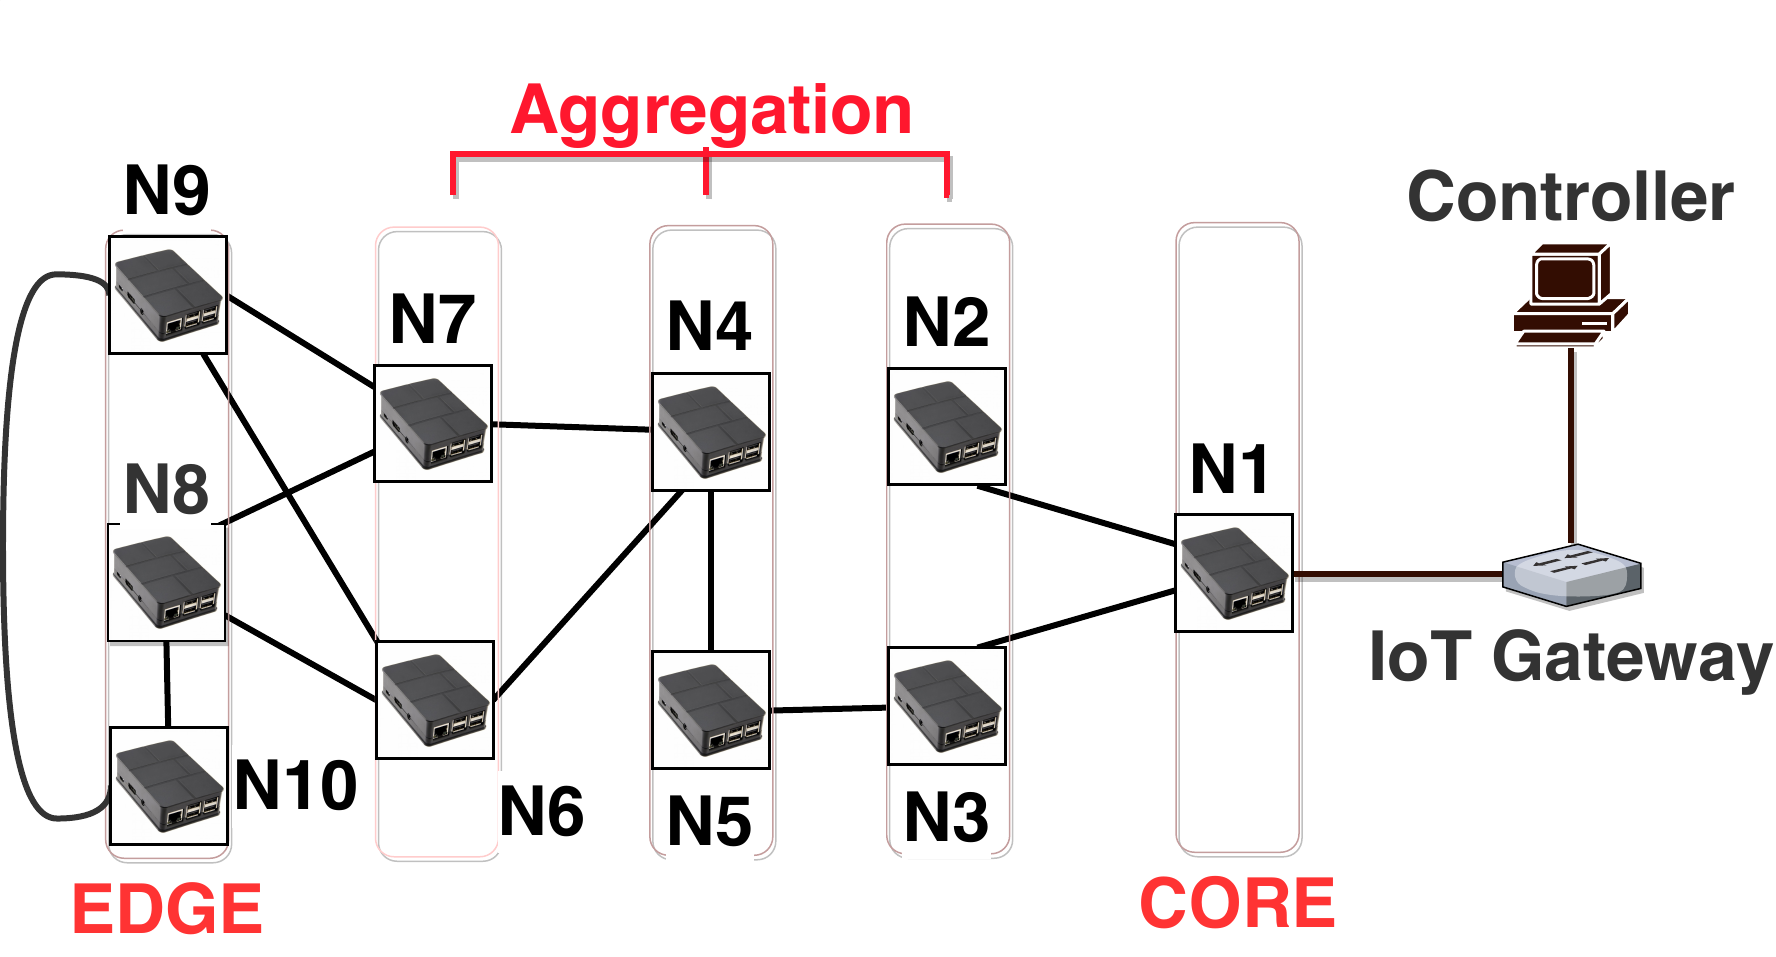 Aggregation
N9
Controller
N7
N4
N2
N1
N8
IoT Gateway
N10
N6
N5
N3
EDGE
CORE